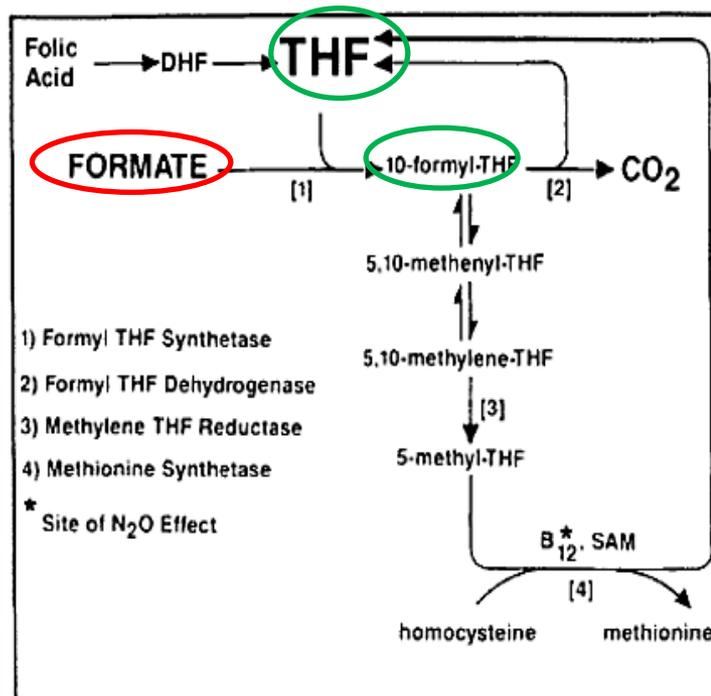 Folic
Acid
DHF
THF
FORMATE
[1]
10-formyl-THF
[2]
CO2
5,10-methenyl-THF
5,10-methylene-THF
[3]
5-methyl-THF
1) Formyl THF Synthetase
2) Formyl THF Dehydrogenase
3) Methylene THF Reductase
4) Methionine Synthetase
* Site of N2O Effect
B12*, SAM
[4]
homocysteine methionine